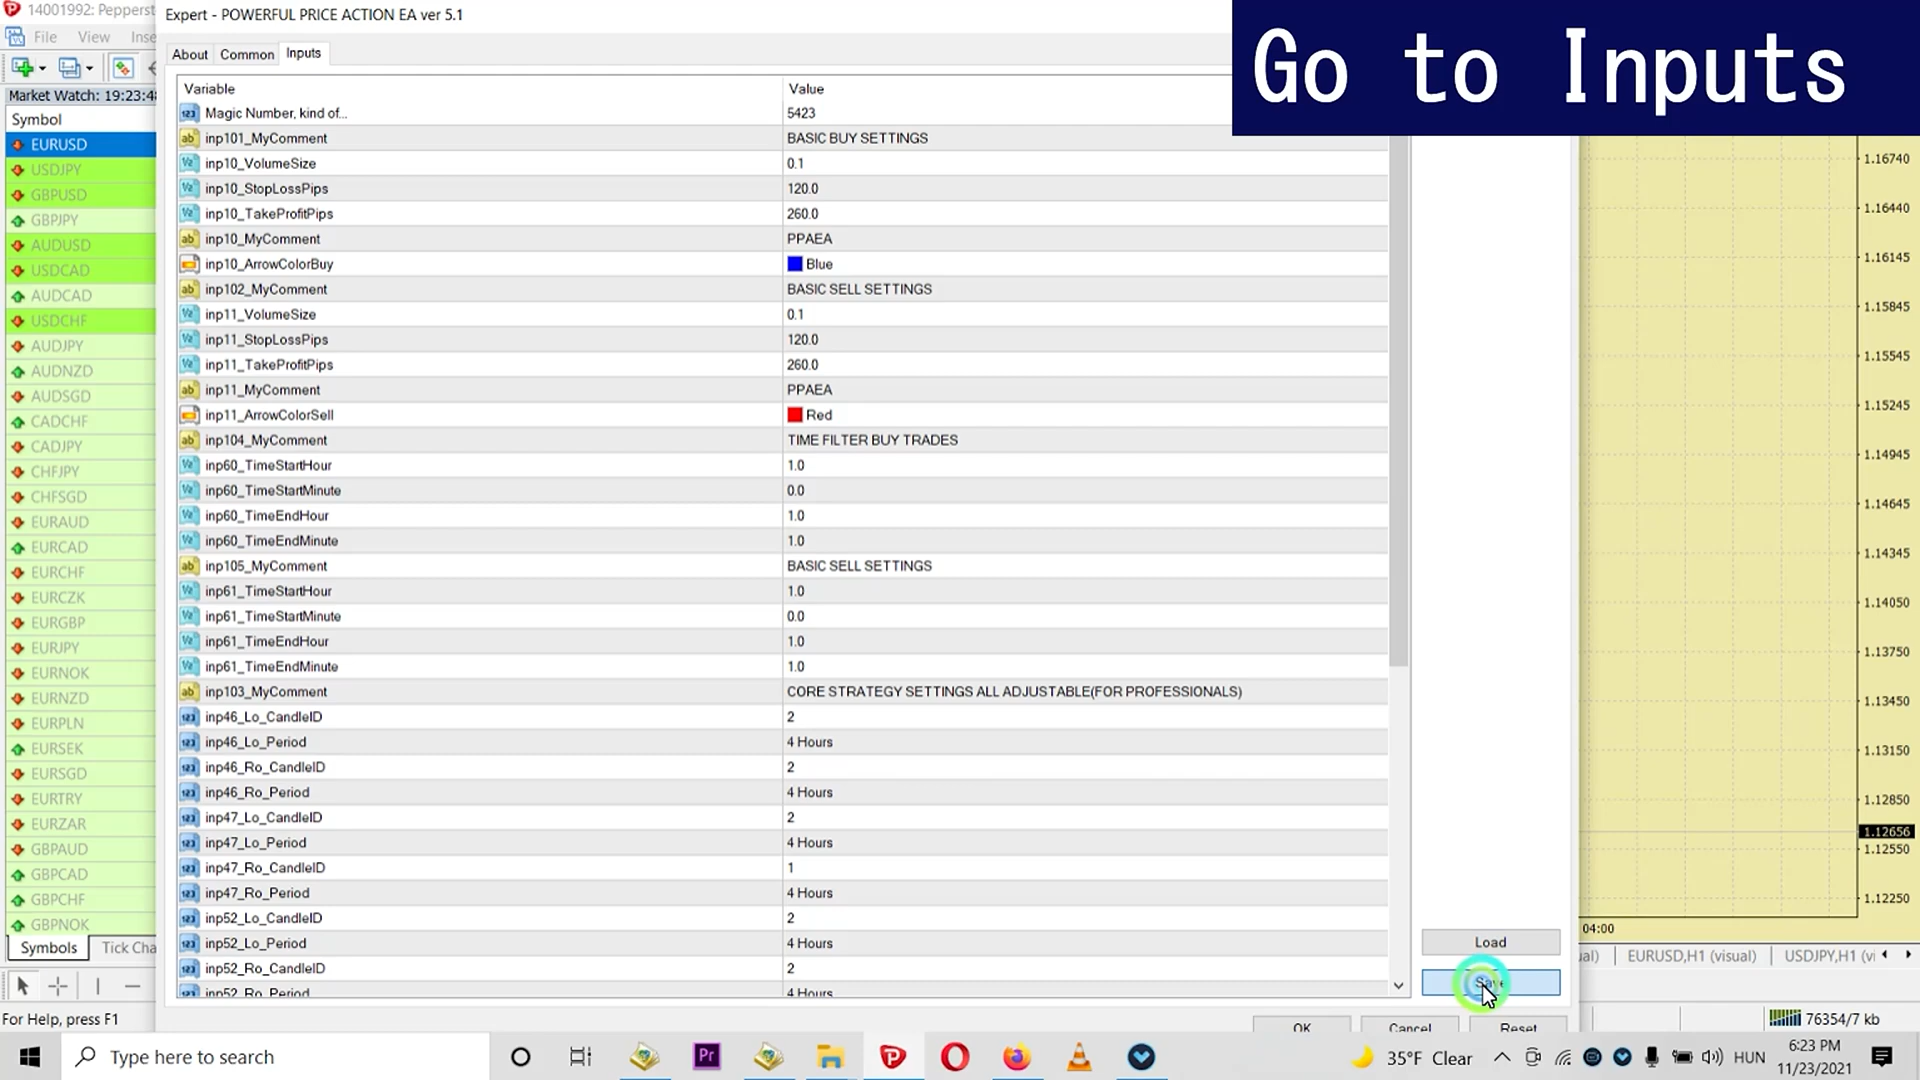 14001992: Pepperst
Expert - POWERFUL PRICE ACTION EA ver 5.1
Go to Inputs
File View Inse
About Common Inputs
Market Watch: 19:23:48
Symbol
EURUSD
USDJPY
GBPUSD
GBPJPY
AUDUSD
USDCAD
AUDCAD
USDCHF
AUDJPY
AUDNZD
AUDSGD
CADCHF
CADJPY
CHFJPY
CHFSGD
EURAUD
EURCAD
EURCHF
EURCZK
EURGBP
EURJPY
EURNOK
EURNZD
EURPLN
EURSEK
EURSGD
EURTRY
EURZAR
GBPAUD
GBPCAD
GBPCHF
GBPNOK
Symbols Tick Cha
Variable Value
Magic Number, kind of... 5423
inp101_MyComment BASIC BUY SETTINGS
inp10_VolumeSize 0.1
inp10_StopLossPips 120.0
inp10_TakeProfitPips 260.0
inp10_MyComment PPAEA
inp10_ArrowColorBuy Blue
inp102_MyComment BASIC SELL SETTINGS
inp11_VolumeSize 0.1
inp11_StopLossPips 120.0
inp11_TakeProfitPips 260.0
inp11_MyComment PPAEA
inp11_ArrowColorSell Red
inp104_MyComment TIME FILTER BUY TRADES
inp60_TimeStartHour 1.0
inp60_TimeStartMinute 0.0
inp60_TimeEndHour 1.0
inp60_TimeEndMinute 1.0
inp105_MyComment BASIC SELL SETTINGS
inp61_TimeStartHour 1.0
inp61_TimeStartMinute 0.0
inp61_TimeEndHour 1.0
inp61_TimeEndMinute 1.0
inp103_MyComment CORE STRATEGY SETTINGS ALL ADJUSTABLE(FOR PROFESSIONALS)
inp46_Lo_CandleID 2
inp46_Lo_Period 4 Hours
inp46_Ro_CandleID 2
inp46_Ro_Period 4 Hours
inp47_Lo_CandleID 2
inp47_Lo_Period 4 Hours
inp47_Ro_CandleID 1
inp47_Ro_Period 4 Hours
inp52_Lo_CandleID 2
inp52_Lo_Period 4 Hours
inp52_Ro_CandleID 2
inp52_Ro_Period 4 Hours
Load
Save
OK Cancel Reset
1.16740
1.16440
1.16145
1.15845
1.15545
1.15245
1.14945
1.14645
1.14345
1.14050
1.13750
1.13450
1.13150
1.12850
1.12656
1.12550
1.12250
04:00
ual) EURUSD,H1 (visual) USDJPY,H1 (vi
For Help, press F1
76354/7 kb
Type here to search
Pr
35°F Clear
HUN
6:23 PM
11/23/2021